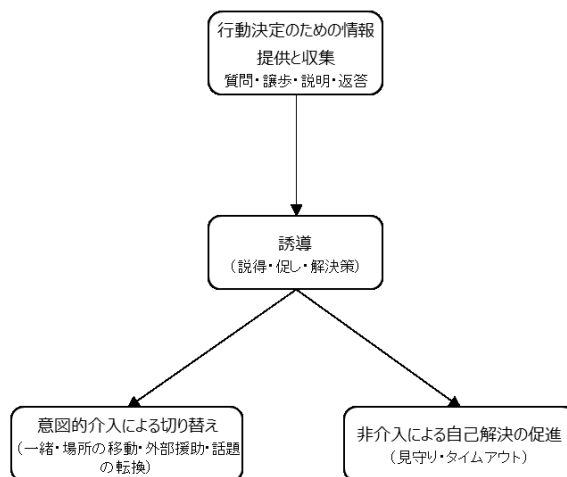 行動決定のための情報
提供と収集
質問・譲歩・説明・返答
誘導
（説得・促し・解決策）
意図的介入による切り替え
（一緒・場所の移動・外部援助・話題
の転換）
非介入による自己解決の促進
（見守り・タイムアウト）